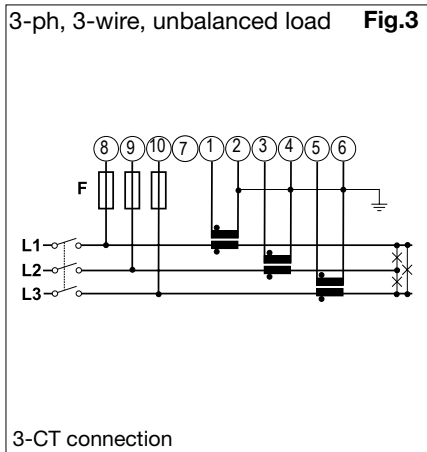 3-ph, 3-wire, unbalanced load Fig.3
8 9 10 7 1 2 3 4 5 6
F
L1
L2
L3
3-CT connection